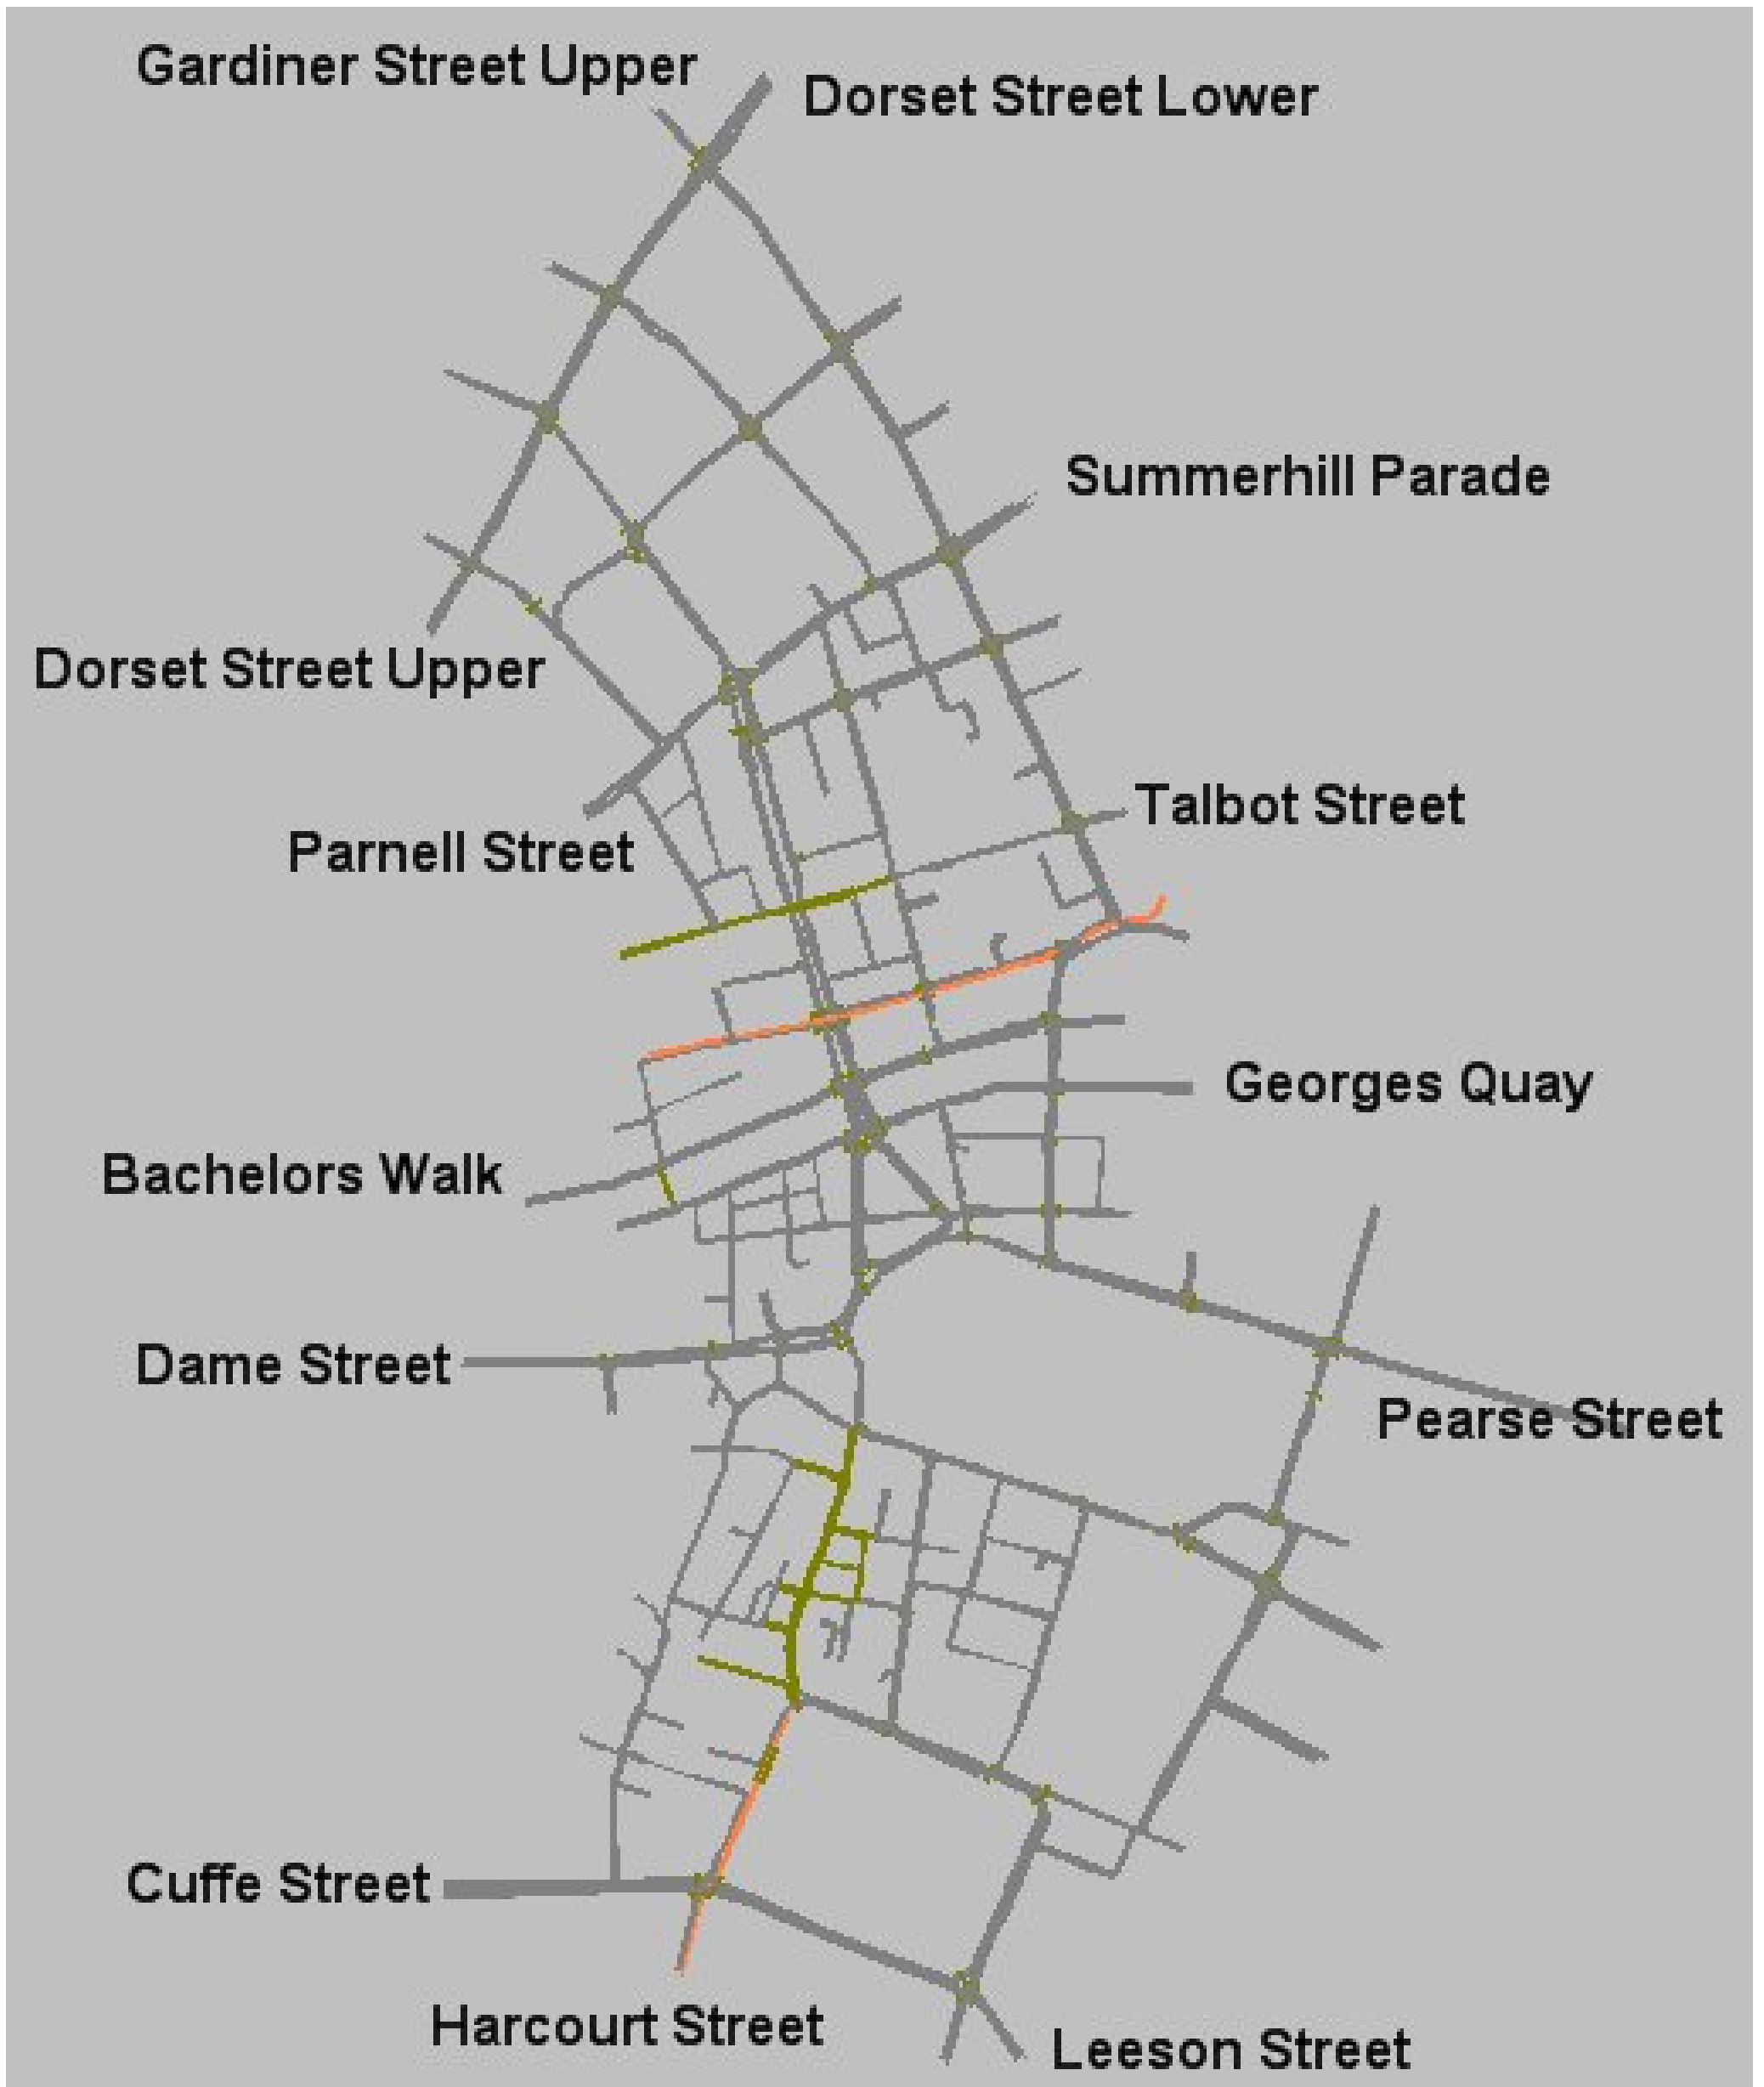 Gardiner Street Upper
Dorset Street Lower
Summerhill Parade
Dorset Street Upper
Talbot Street
Parnell Street
Georges Quay
Bachelors Walk
Dame Street
Pearse Street
Cuffe Street
Harcourt Street
Leeson Street